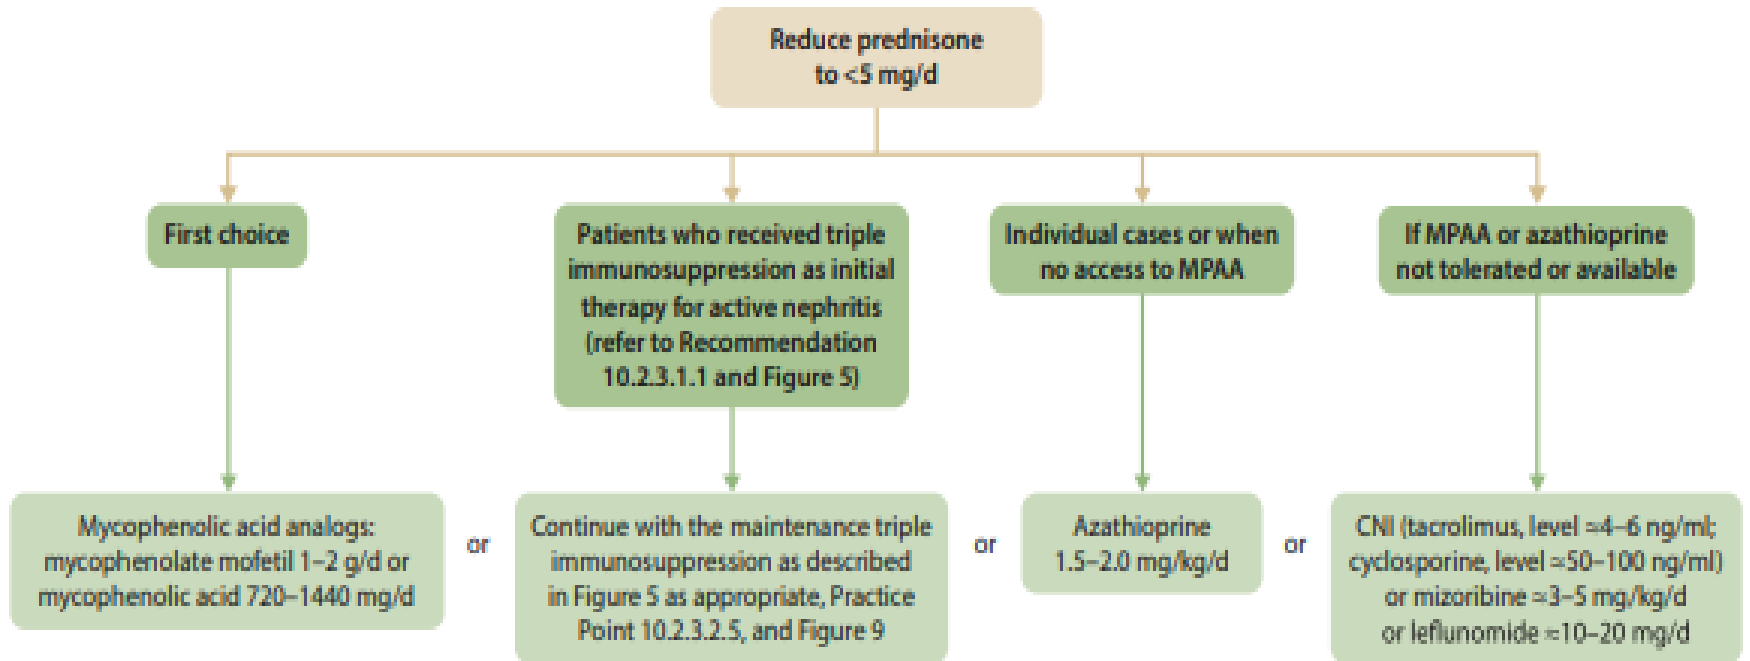 Reduce prednisone
to <5 mg/d
First choice
Patients who received triple
immunosuppression as initial
therapy for active nephritis
(refer to Recommendation
10.2.3.1.1 and Figure 5)
Individual cases or when
no access to MPAA
If MPAA or azathioprine
not tolerated or available
Mycophenolic acid analogs:
mycophenolate mofetil 1–2 g/d or
mycophenolic acid 720–1440 mg/d
or
Continue with the maintenance triple
immunosuppression as described
in Figure 5 as appropriate, Practice
Point 10.2.3.2.5, and Figure 9
or
Azathioprine
1.5–2.0 mg/kg/d
or
CNI (tacrolimus, level ≈4–6 ng/ml;
cyclosporine, level ≈50–100 ng/ml)
or mizoribine ≈3–5 mg/kg/d
or leflunomide ≈10–20 mg/d